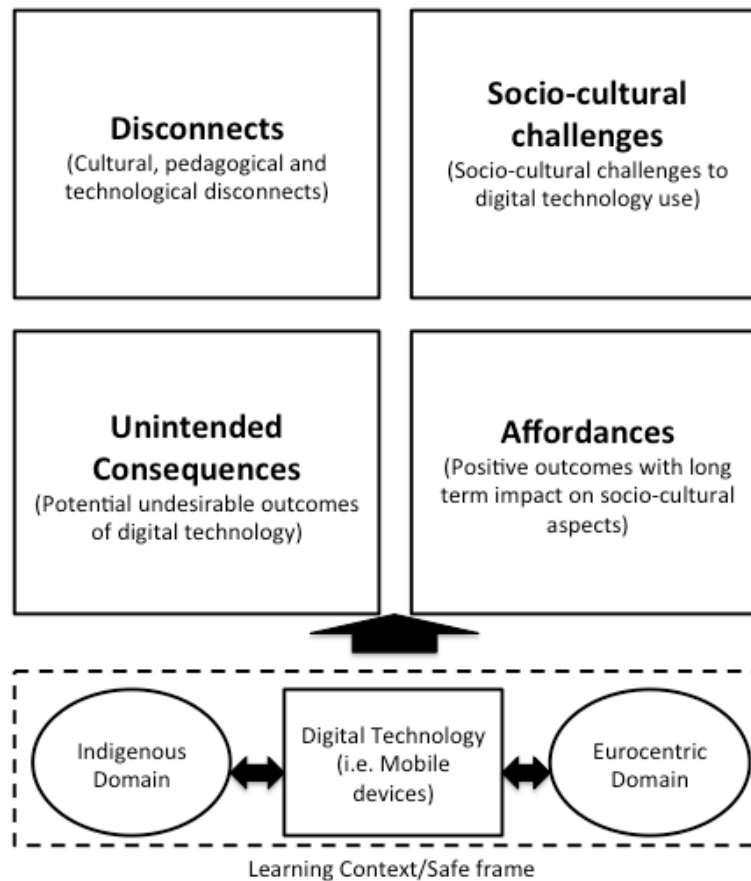 Disconnects
(Cultural, pedagogical and
technological disconnects)
Socio-cultural
challenges
(Socio-cultural challenges to
digital technology use)
Unintended
Consequences
(Potential undesirable outcomes
of digital technology)
Affordances
(Positive outcomes with long
term impact on socio-cultural
aspects)
Indigenous
Domain
Digital Technology
(i.e. Mobile
devices)
Eurocentric
Domain
Learning Context/Safe frame